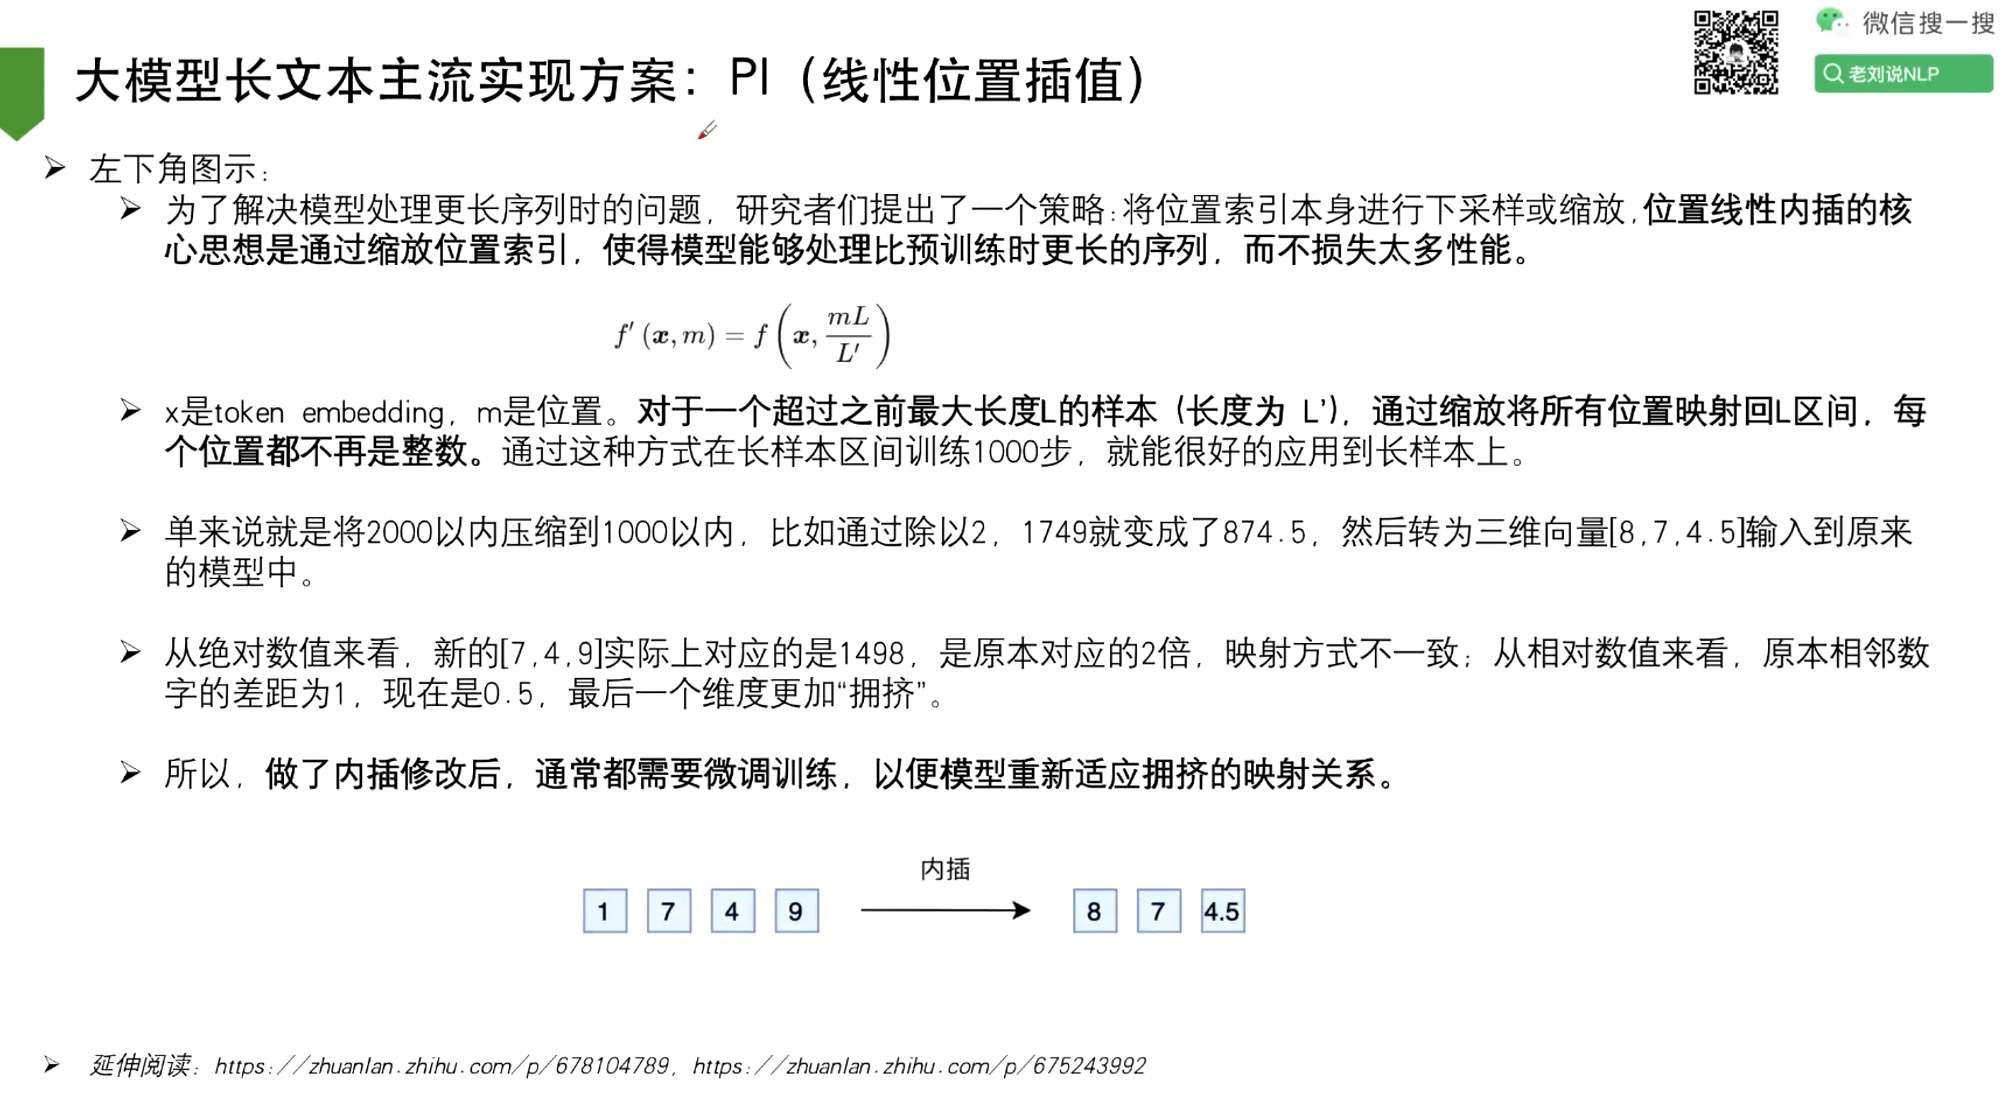 微信搜一搜
老刘说NLP
大模型长文本主流实现方案：PI（线性位置插值）
左下角图示：
为了解决模型处理更长序列时的问题，研究者们提出了一个策略:将位置索引本身进行下采样或缩放,位置线性内插的核
心思想是通过缩放位置索引，使得模型能够处理比预训练时更长的序列，而不损失太多性能。
f′(x, m) = f(x, mL/L′)
x是token embedding，m是位置。对于一个超过之前最大长度L的样本（长度为 L’），通过缩放将所有位置映射回L区间，每
个位置都不再是整数。通过这种方式在长样本区间训练1000步，就能很好的应用到长样本上。
单来说就是将2000以内压缩到1000以内，比如通过除以2，1749就变成了874.5，然后转为三维向量[8,7,4.5]输入到原来
的模型中。
从绝对数值来看，新的[7,4,9]实际上对应的是1498，是原本对应的2倍，映射方式不一致；从相对数值来看，原本相邻数
字的差距为1，现在是0.5，最后一个维度更加“拥挤”。
所以，做了内插修改后，通常都需要微调训练，以便模型重新适应拥挤的映射关系。
内插
1 7 4 9 8 7 4.5
延伸阅读：https://zhuanlan.zhihu.com/p/678104789，https://zhuanlan.zhihu.com/p/675243992